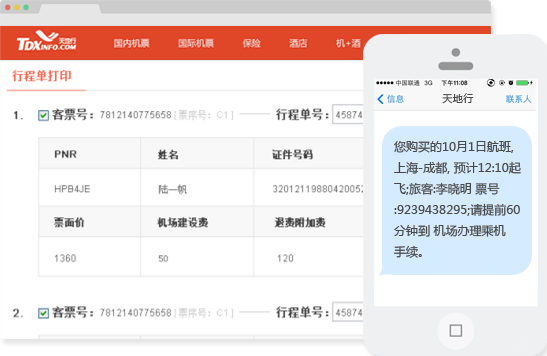 TDXINFO.COM 天地行
国内机票 国际机票 保险 酒店 机+酒
行程单打印
1. 客票号：7812140775658[票序号：C1] 行程单号：45874
PNR 姓名 证件号码
HPB4JE 陆一帆 3201211988042005
票面价 机场建设费 退费附加费
1360 50 120
2. 客票号：7812140775658[票序号：C1] 行程单号：45874
中国联通 3G 下午11:08
信息 天地行 联系人
您购买的10月1日航班,
上海-成都, 预计12:10起
飞;旅客:李晓明 票号
:9239438295;请提前60
分钟到 机场办理乘机
手续。